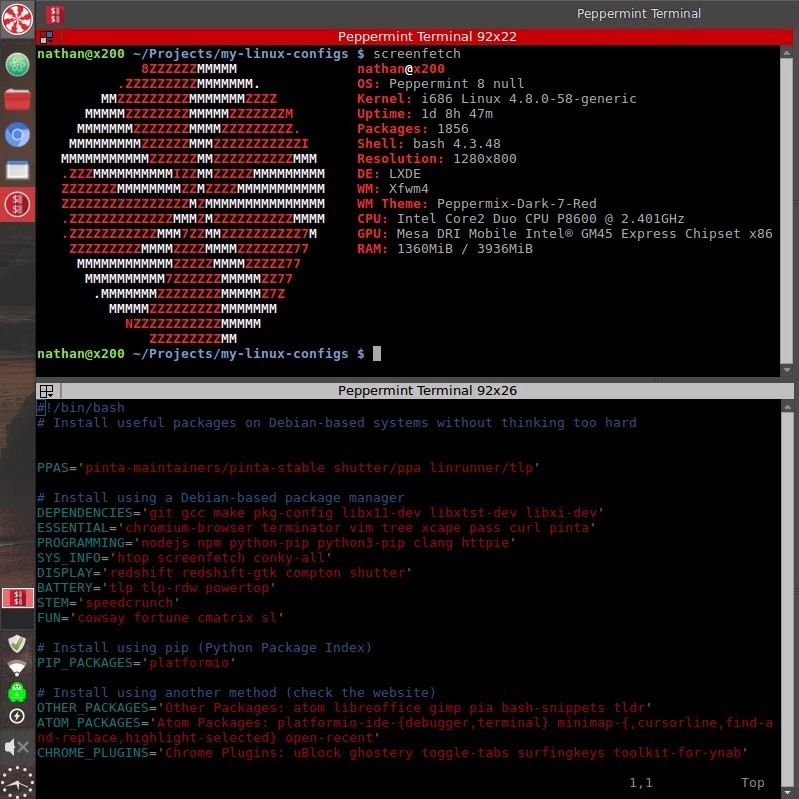 Peppermint Terminal
Peppermint Terminal 92x22
nathan@x200 ~/Projects/my-linux-configs $ screenfetch
nathan@x200
OS: Peppermint 8 null
Kernel: i686 Linux 4.8.0-58-generic
Uptime: 1d 8h 47m
Packages: 1856
Shell: bash 4.3.48
Resolution: 1280x800
DE: LXDE
WM: Xfwm4
WM Theme: Peppermix-Dark-7-Red
CPU: Intel Core2 Duo CPU P8600 @ 2.401GHz
GPU: Mesa DRI Mobile Intel® GM45 Express Chipset x86
RAM: 1360MiB / 3936MiB
nathan@x200 ~/Projects/my-linux-configs $
Peppermint Terminal 92x26
#!/bin/bash
# Install useful packages on Debian-based systems without thinking too hard
PPAS='pinta-maintainers/pinta-stable shutter/ppa linrunner/tlp'
# Install using a Debian-based package manager
DEPENDENCIES='git gcc make pkg-config libx11-dev libxtst-dev libxi-dev'
ESSENTIAL='chromium-browser terminator vim tree xcape pass curl pinta'
PROGRAMMING='nodejs npm python-pip python3-pip clang httpie'
SYS_INFO='htop screenfetch conky-all'
DISPLAY='redshift redshift-gtk compton shutter'
BATTERY='tlp tlp-rdw powertop'
STEM='speedcrunch'
FUN='cowsay fortune cmatrix sl'
# Install using pip (Python Package Index)
PIP_PACKAGES='platformio'
# Install using another method (check the website)
OTHER_PACKAGES='Other Packages: atom libreoffice gimp pia bash-snippets tldr'
ATOM_PACKAGES='Atom Packages: platformio-ide-{debugger,terminal} minimap-{,cursorline,find-a
nd-replace,highlight-selected} open-recent'
CHROME_PLUGINS='Chrome Plugins: uBlock ghostery toggle-tabs surfingkeys toolkit-for-ynab'
1,1 Top